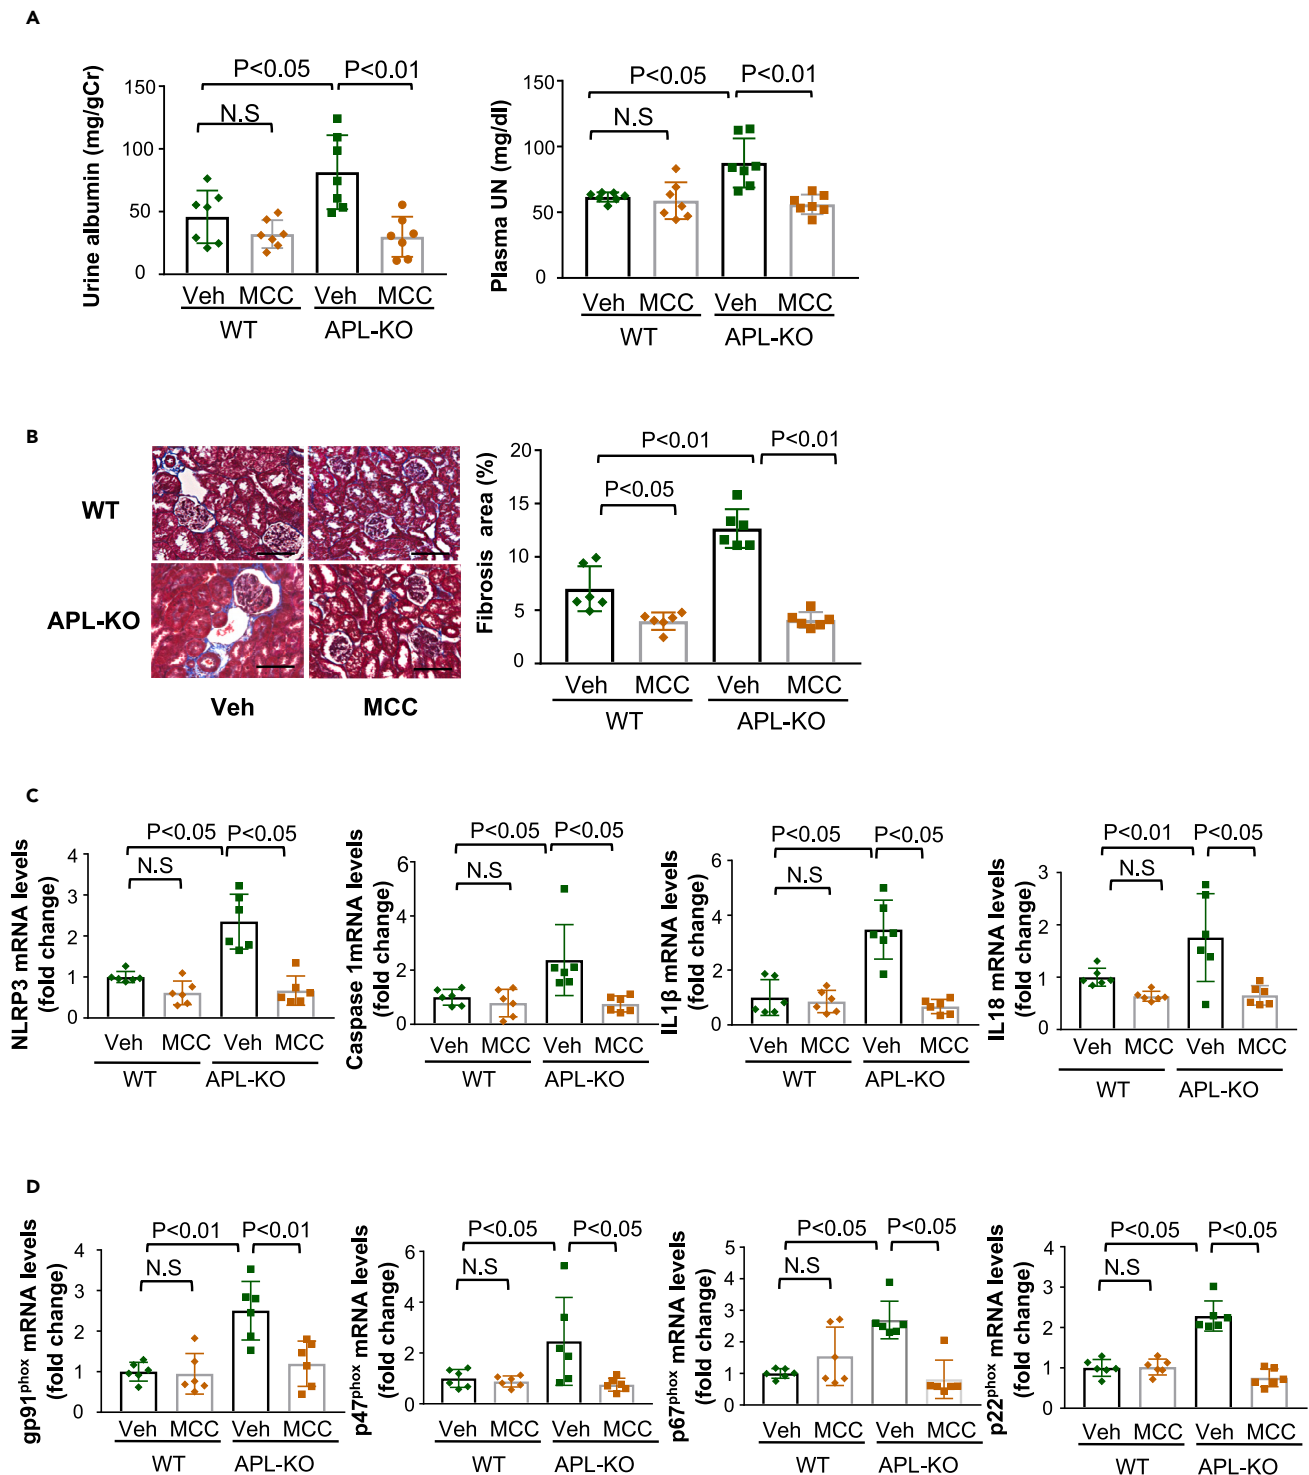 A
Urine albumin (mg/gCr)
150
100
50
0
P<0.05
P<0.01
N.S
Veh MCC Veh MCC
WT APL-KO
Plasma UN (mg/dl)
150
100
50
0
P<0.05
P<0.01
N.S
Veh MCC Veh MCC
WT APL-KO
B
WT
APL-KO
Veh MCC
Fibrosis area (%)
20
15
10
5
0
P<0.01
P<0.01
P<0.05
Veh MCC Veh MCC
WT APL-KO
C
NLRP3 mRNA levels
(fold change)
4
3
2
1
0
P<0.05
P<0.05
N.S
Veh MCC Veh MCC
WT APL-KO
Caspase 1mRNA levels
(fold change)
6
4
2
0
P<0.05
P<0.05
N.S
Veh MCC Veh MCC
WT APL-KO
IL1β mRNA levels
(fold change)
6
4
2
0
P<0.05
P<0.05
N.S
Veh MCC Veh MCC
WT APL-KO
IL18 mRNA levels
(fold change)
3
2
1
0
P<0.01
P<0.05
N.S
Veh MCC Veh MCC
WT APL-KO
D
gp91phox mRNA levels
(fold change)
4
3
2
1
0
P<0.01
P<0.01
N.S
Veh MCC Veh MCC
WT APL-KO
p47phox mRNA levels
(fold change)
6
4
2
0
P<0.05
P<0.05
N.S
Veh MCC Veh MCC
WT APL-KO
p67phox mRNA levels
(fold change)
5
4
3
2
1
0
P<0.05
P<0.05
N.S
Veh MCC Veh MCC
WT APL-KO
p22phox mRNA levels
(fold change)
4
3
2
1
0
P<0.05
P<0.05
N.S
Veh MCC Veh MCC
WT APL-KO